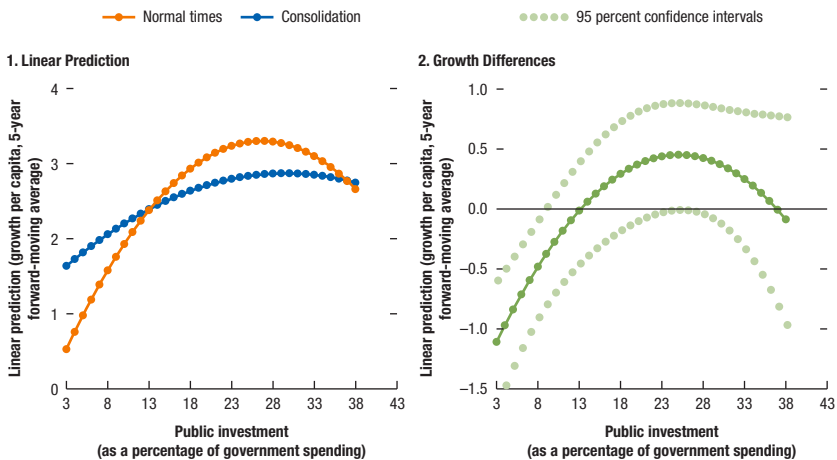 Normal times
Consolidation
95 percent confidence intervals
1. Linear Prediction
Linear prediction (growth per capita, 5-year
forward-moving average)
4
3
2
1
0
3 8 13 18 23 28 33 38 43
Public investment
(as a percentage of government spending)
2. Growth Differences
Linear prediction (growth per capita, 5-year
forward-moving average)
1.0
0.5
0.0
−0.5
−1.0
−1.5
3 8 13 18 23 28 33 38 43
Public investment
(as a percentage of government spending)